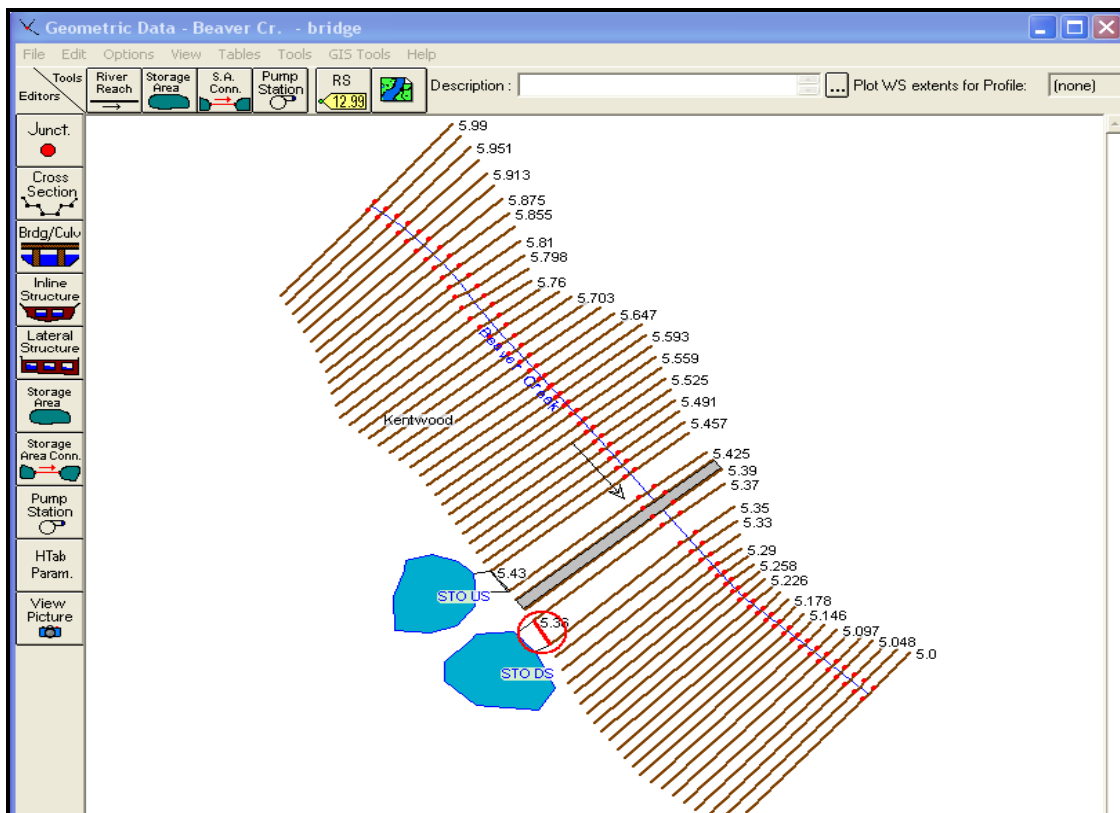 Geometric Data - Beaver Cr. - bridge
File Edit Options View Tables Tools GIS Tools Help
Tools
Editors
River
Reach
Storage
Area
S.A.
Conn.
Pump
Station
RS
12.99
Description :
...
Plot WS extents for Profile:
(none)
Junct.
Cross
Section
Brdg/Culv
Inline
Structure
Lateral
Structure
Storage
Area
Storage
Area Conn.
Pump
Station
HTab
Param.
View
Picture
5.99
5.951
5.913
5.875
5.855
5.81
5.798
5.76
5.703
5.647
5.593
5.559
5.525
5.491
5.457
5.425
5.39
5.37
5.35
5.33
5.29
5.258
5.226
5.178
5.146
5.097
5.048
5.0
Beaver Creek
Kentwood
5.43
STO US
5.36
STO DS